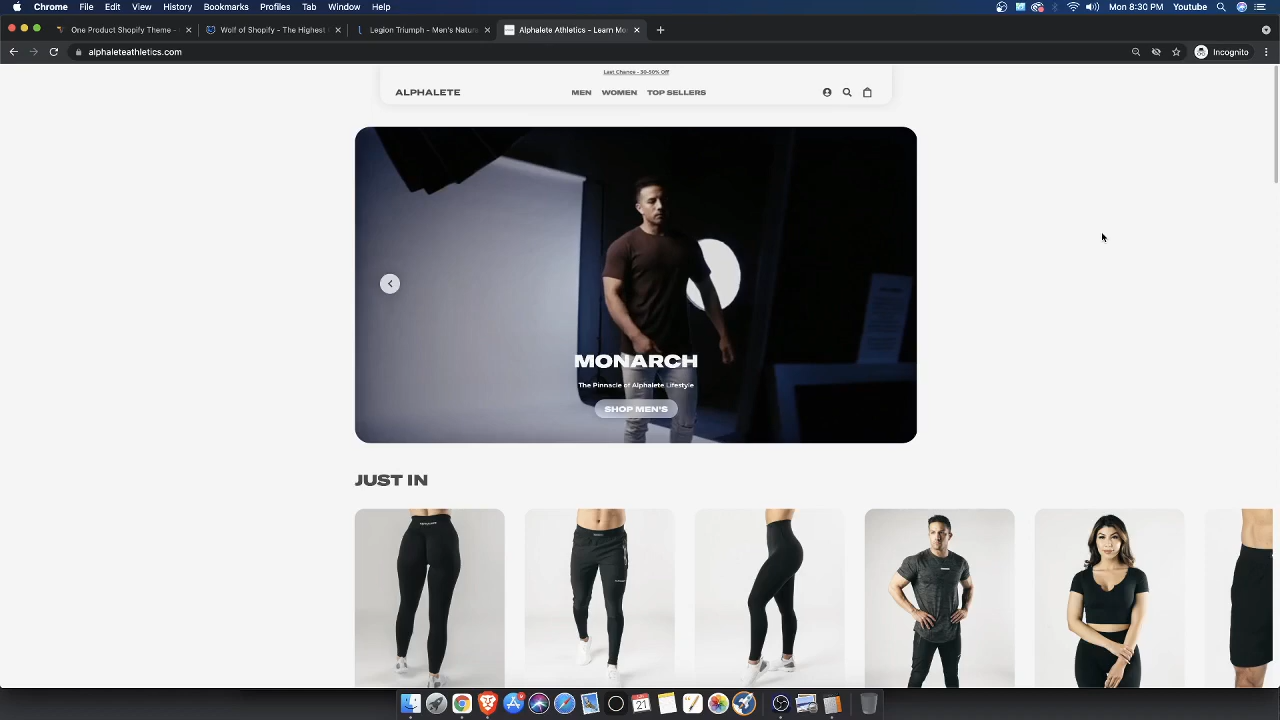 Chrome File Edit View History Bookmarks Profiles Tab Window Help Mon 8:30 PM Youtube
One Product Shopify Theme - Wolf of Shopify - The Highest Legion Triumph - Men's Natur Alphalete Athletics - Learn Mo
alphaleteathletics.com Incognito
Last Chance - 30-50% Off
ALPHALETE MEN WOMEN TOP SELLERS
MONARCH
The Pinnacle of Alphalete Lifestyle
SHOP MEN'S
JUST IN
21